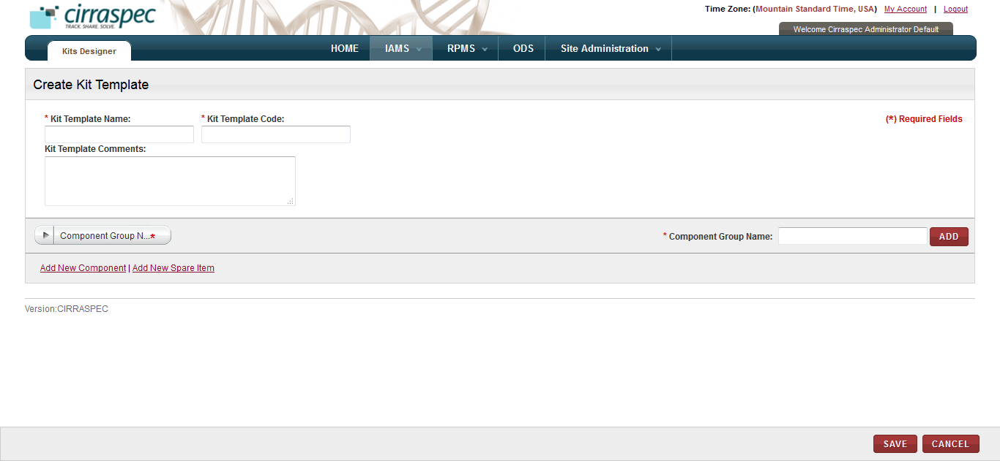 cirraspec
TRACK. SHARE. SOLVE.
Time Zone: (Mountain Standard Time, USA) My Account | Logout
Welcome Cirraspec Administrator Default
Kits Designer
HOME IAMS RPMS ODS Site Administration
Create Kit Template
* Kit Template Name: * Kit Template Code: (*) Required Fields
Kit Template Comments:
Component Group N...* * Component Group Name: ADD
Add New Component | Add New Spare Item
Version:CIRRASPEC
SAVE CANCEL